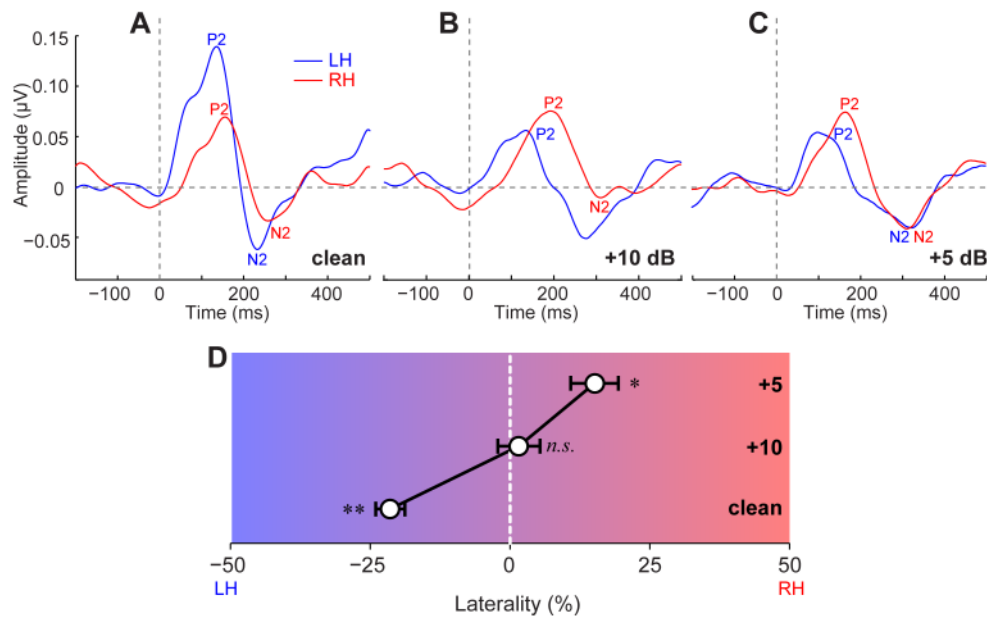 A B C
0.15
0.10
0.05
0
−0.05
Amplitude (µV)
P2
P2
N2
N2
LH
RH
clean
−100 0 200 400
Time (ms)
P2
P2
N2
+10 dB
−100 0 200 400
Time (ms)
P2
P2
N2 N2
+5 dB
−100 0 200 400
Time (ms)
D
* +5
n.s. +10
** clean
−50 −25 0 25 50
LH RH
Laterality (%)